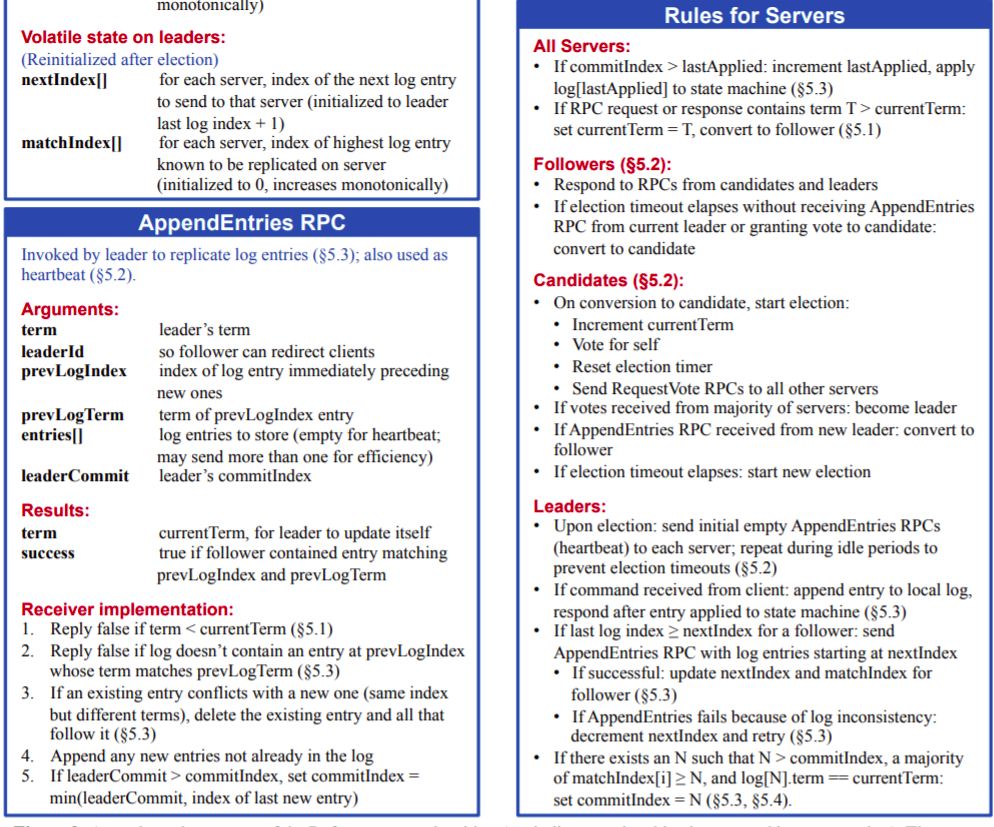 monotonically)
Volatile state on leaders:
(Reinitialized after election)
nextIndex[] for each server, index of the next log entry
to send to that server (initialized to leader
last log index + 1)
matchIndex[] for each server, index of highest log entry
known to be replicated on server
(initialized to 0, increases monotonically)
AppendEntries RPC
Invoked by leader to replicate log entries (§5.3); also used as
heartbeat (§5.2).
Arguments:
term leader’s term
leaderId so follower can redirect clients
prevLogIndex index of log entry immediately preceding
new ones
prevLogTerm term of prevLogIndex entry
entries[] log entries to store (empty for heartbeat;
may send more than one for efficiency)
leaderCommit leader’s commitIndex
Results:
term currentTerm, for leader to update itself
success true if follower contained entry matching
prevLogIndex and prevLogTerm
Receiver implementation:
1. Reply false if term < currentTerm (§5.1)
2. Reply false if log doesn’t contain an entry at prevLogIndex
whose term matches prevLogTerm (§5.3)
3. If an existing entry conflicts with a new one (same index
but different terms), delete the existing entry and all that
follow it (§5.3)
4. Append any new entries not already in the log
5. If leaderCommit > commitIndex, set commitIndex =
min(leaderCommit, index of last new entry)
Rules for Servers
All Servers:
• If commitIndex > lastApplied: increment lastApplied, apply
log[lastApplied] to state machine (§5.3)
• If RPC request or response contains term T > currentTerm:
set currentTerm = T, convert to follower (§5.1)
Followers (§5.2):
• Respond to RPCs from candidates and leaders
• If election timeout elapses without receiving AppendEntries
RPC from current leader or granting vote to candidate:
convert to candidate
Candidates (§5.2):
• On conversion to candidate, start election:
• Increment currentTerm
• Vote for self
• Reset election timer
• Send RequestVote RPCs to all other servers
• If votes received from majority of servers: become leader
• If AppendEntries RPC received from new leader: convert to
follower
• If election timeout elapses: start new election
Leaders:
• Upon election: send initial empty AppendEntries RPCs
(heartbeat) to each server; repeat during idle periods to
prevent election timeouts (§5.2)
• If command received from client: append entry to local log,
respond after entry applied to state machine (§5.3)
• If last log index ≥ nextIndex for a follower: send
AppendEntries RPC with log entries starting at nextIndex
• If successful: update nextIndex and matchIndex for
follower (§5.3)
• If AppendEntries fails because of log inconsistency:
decrement nextIndex and retry (§5.3)
• If there exists an N such that N > commitIndex, a majority
of matchIndex[i] ≥ N, and log[N].term == currentTerm:
set commitIndex = N (§5.3, §5.4).